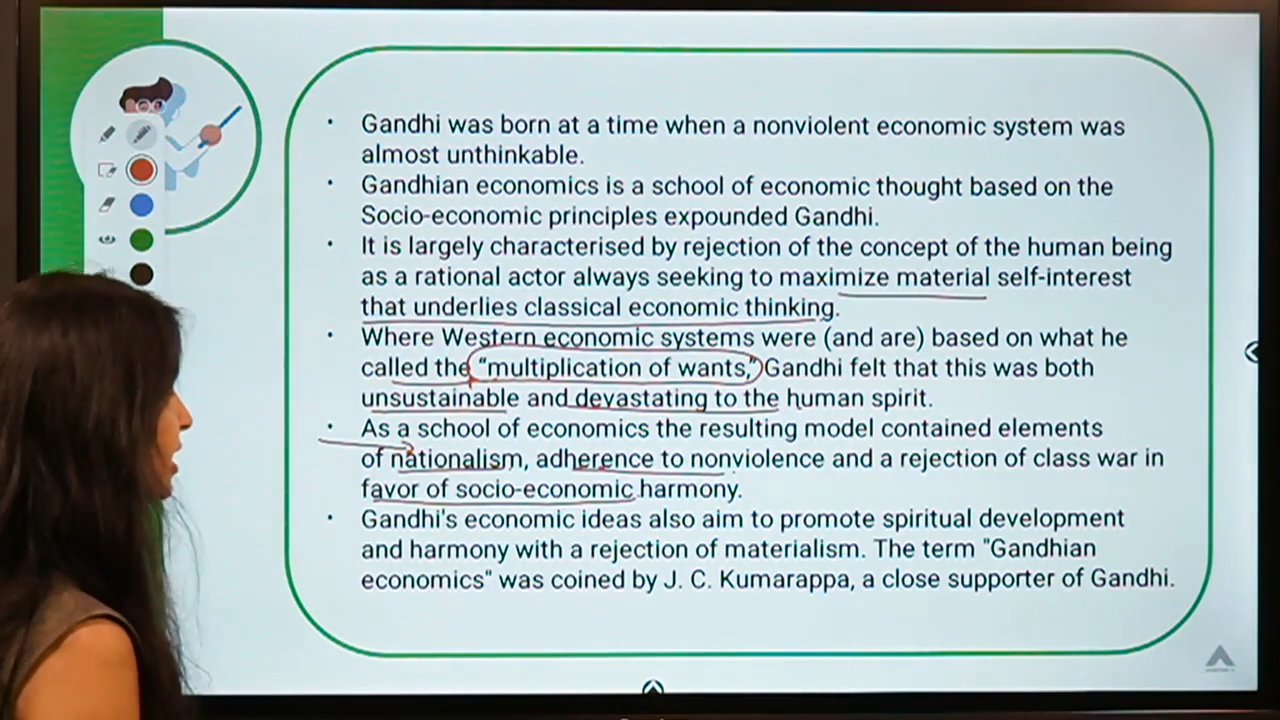 • Gandhi was born at a time when a nonviolent economic system was
almost unthinkable.
• Gandhian economics is a school of economic thought based on the
Socio-economic principles expounded Gandhi.
• It is largely characterised by rejection of the concept of the human being
as a rational actor always seeking to maximize material self-interest
that underlies classical economic thinking.
• Where Western economic systems were (and are) based on what he
called the “multiplication of wants,” Gandhi felt that this was both
unsustainable and devastating to the human spirit.
• As a school of economics the resulting model contained elements
of nationalism, adherence to nonviolence and a rejection of class war in
favor of socio-economic harmony.
• Gandhi's economic ideas also aim to promote spiritual development
and harmony with a rejection of materialism. The term "Gandhian
economics" was coined by J. C. Kumarappa, a close supporter of Gandhi.